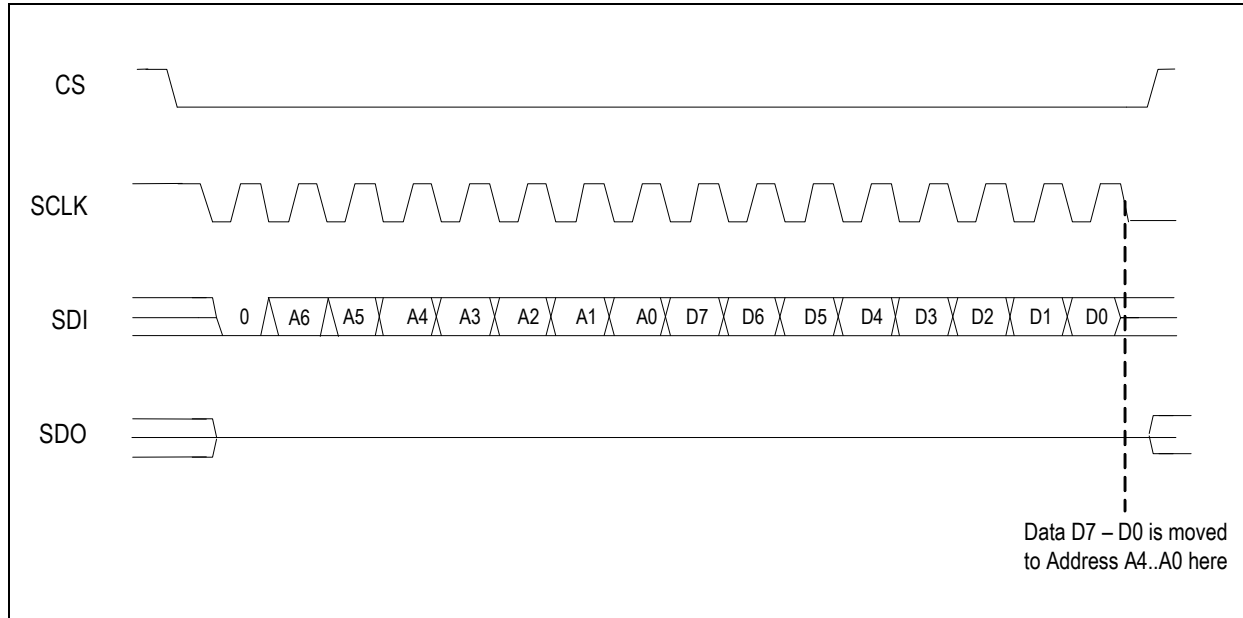 CS
SCLK
SDI 0 A6 A5 A4 A3 A2 A1 A0 D7 D6 D5 D4 D3 D2 D1 D0
SDO
Data D7 – D0 is moved
to Address A4..A0 here